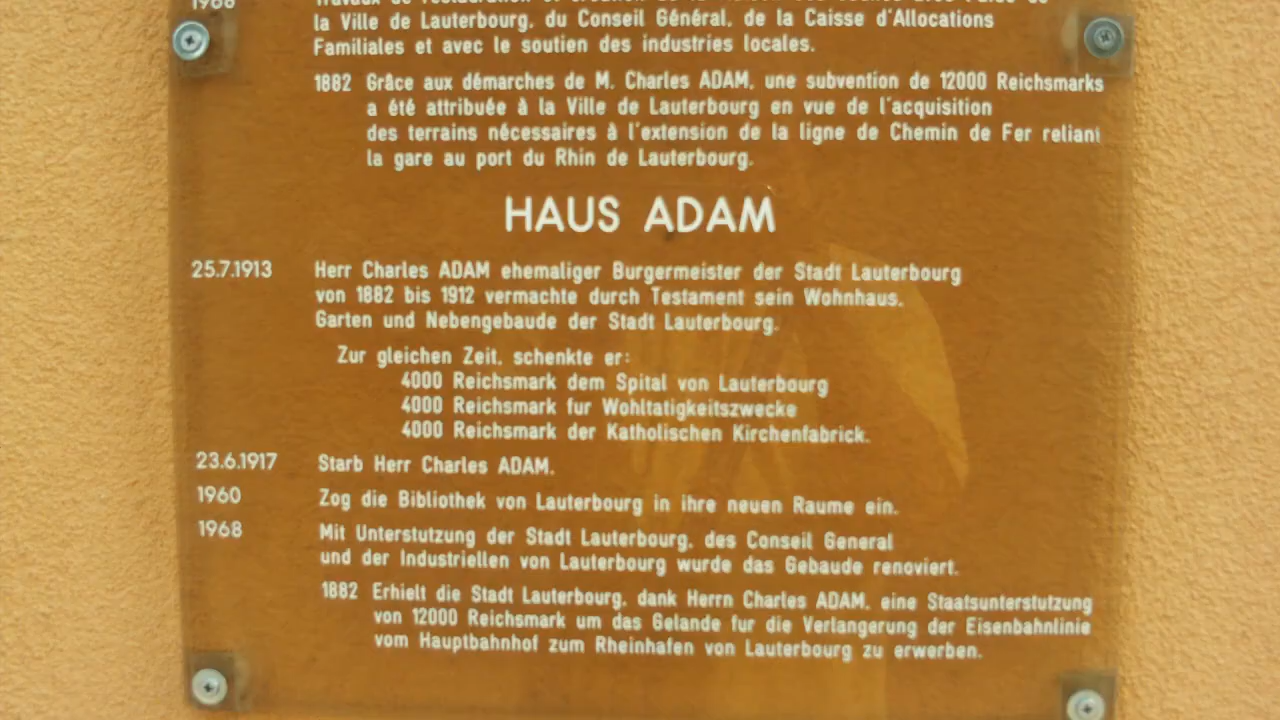 1968 Travaux de restauration et création de la
la Ville de Lauterbourg, du Conseil Général, de la Caisse d'Allocations
Familiales et avec le soutien des industries locales.
1882 Grâce aux démarches de M. Charles ADAM, une subvention de 12000 Reichsmarks
a été attribuée à la Ville de Lauterbourg en vue de l'acquisition
des terrains nécessaires à l'extension de la ligne de Chemin de Fer reliant
la gare au port du Rhin de Lauterbourg.
HAUS ADAM
25.7.1913 Herr Charles ADAM ehemaliger Burgermeister der Stadt Lauterbourg
von 1882 bis 1912 vermachte durch Testament sein Wohnhaus,
Garten und Nebengebaude der Stadt Lauterbourg.
Zur gleichen Zeit, schenkte er:
4000 Reichsmark dem Spital von Lauterbourg
4000 Reichsmark fur Wohltatigkeitszwecke
4000 Reichsmark der Katholischen Kirchenfabrick.
23.6.1917 Starb Herr Charles ADAM.
1960 Zog die Bibliothek von Lauterbourg in ihre neuen Raume ein.
1968 Mit Unterstutzung der Stadt Lauterbourg, des Conseil General
und der Industriellen von Lauterbourg wurde das Gebaude renoviert.
1882 Erhielt die Stadt Lauterbourg, dank Herrn Charles ADAM, eine Staatsunterstutzung
von 12000 Reichsmark um das Gelande fur die Verlangerung der Eisenbahnlinie
vom Hauptbahnhof zum Rheinhafen von Lauterbourg zu erwerben.